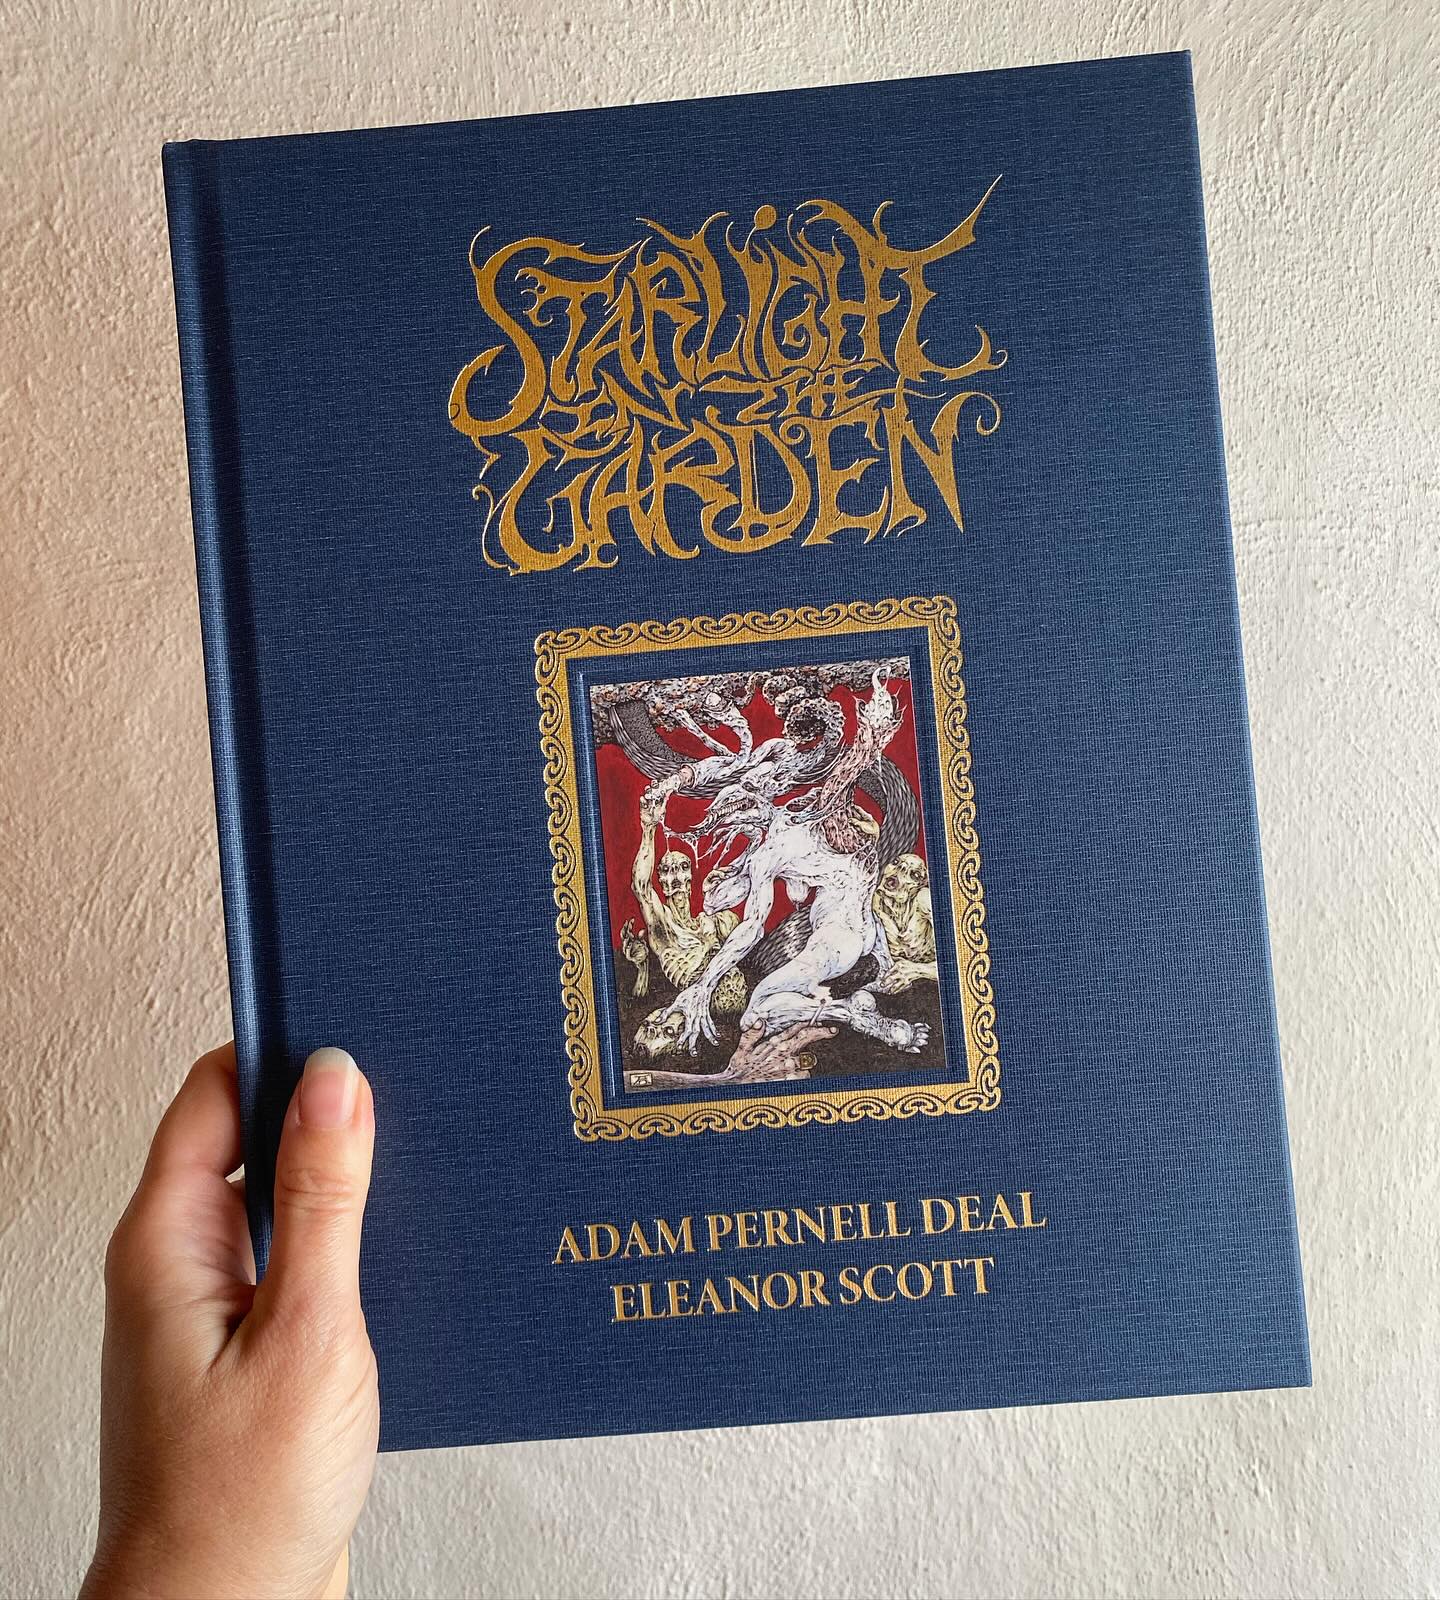 STARLIGHT
IN THE
GARDEN
ADAM PERNELL DEAL
ELEANOR SCOTT